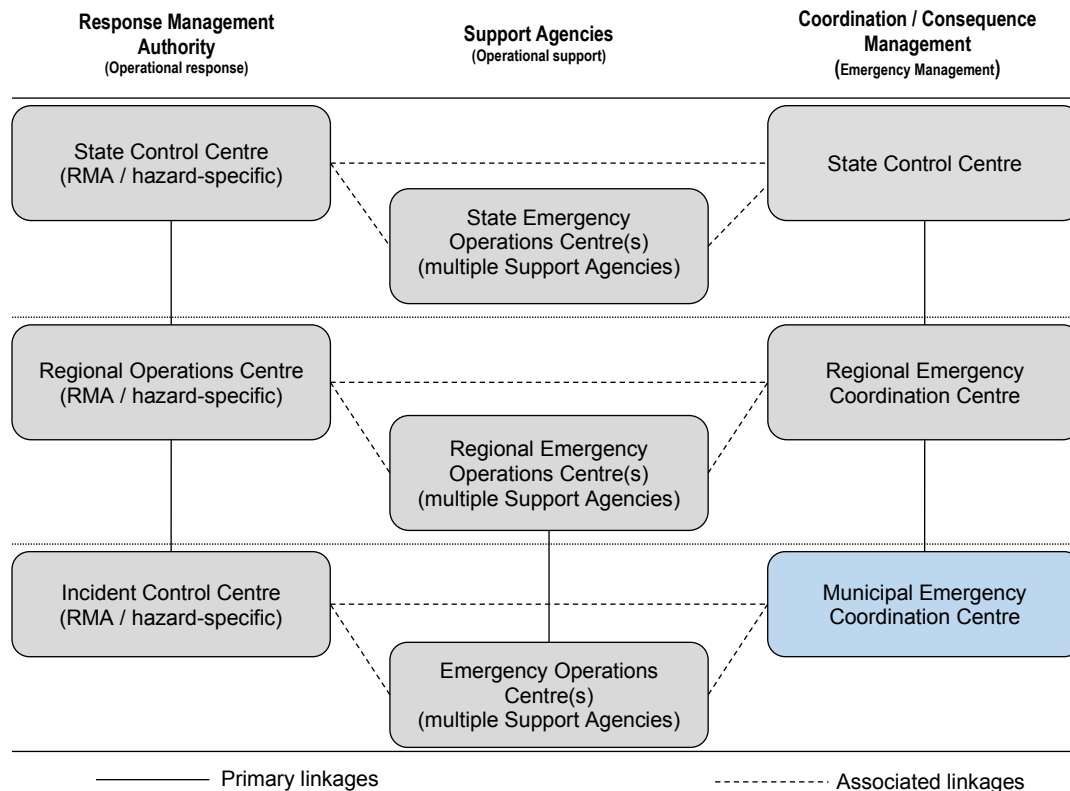 Response Management
Authority
(Operational response)
Support Agencies
(Operational support)
Coordination / Consequence
Management
(Emergency Management)
State Control Centre
(RMA / hazard-specific)
State Emergency
Operations Centre(s)
(multiple Support Agencies)
State Control Centre
Regional Operations Centre
(RMA / hazard-specific)
Regional Emergency
Operations Centre(s)
(multiple Support Agencies)
Regional Emergency
Coordination Centre
Incident Control Centre
(RMA / hazard-specific)
Emergency Operations
Centre(s)
(multiple Support Agencies)
Municipal Emergency
Coordination Centre
Primary linkages
Associated linkages